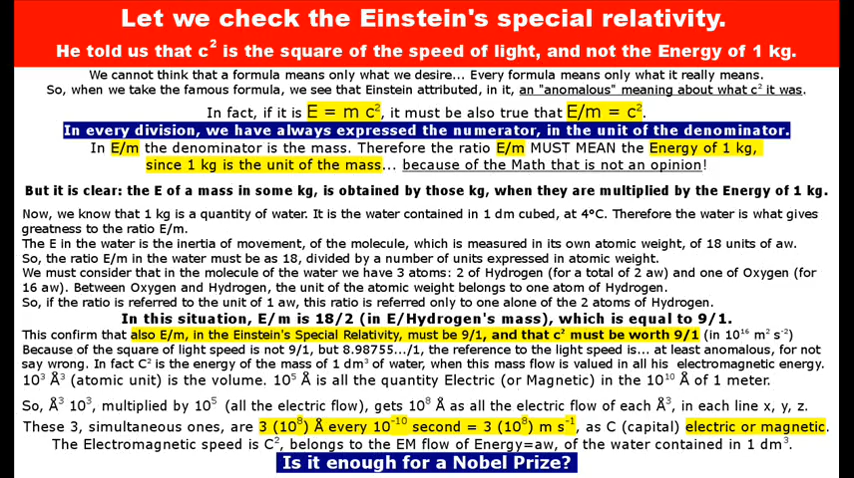 Let we check the Einstein's special relativity.
He told us that c² is the square of the speed of light, and not the Energy of 1 kg.
We cannot think that a formula means only what we desire... Every formula means only what it really means.
So, when we take the famous formula, we see that Einstein attributed, in it, an "anomalous" meaning about what c² it was.
In fact, if it is E = m c², it must be also true that E/m = c².
In every division, we have always expressed the numerator, in the unit of the denominator.
In E/m the denominator is the mass. Therefore the ratio E/m MUST MEAN the Energy of 1 kg,
since 1 kg is the unit of the mass... because of the Math that is not an opinion!
But it is clear: the E of a mass in some kg, is obtained by those kg, when they are multiplied by the Energy of 1 kg.
Now, we know that 1 kg is a quantity of water. It is the water contained in 1 dm cubed, at 4°C. Therefore the water is what gives
greatness to the ratio E/m.
The E in the water is the inertia of movement, of the molecule, which is measured in its own atomic weight, of 18 units of aw.
So, the ratio E/m in the water must be as 18, divided by a number of units expressed in atomic weight.
We must consider that in the molecule of the water we have 3 atoms: 2 of Hydrogen (for a total of 2 aw) and one of Oxygen (for
16 aw). Between Oxygen and Hydrogen, the unit of the atomic weight belongs to one atom of Hydrogen.
So, if the ratio is referred to the unit of 1 aw, this ratio is referred only to one alone of the 2 atoms of Hydrogen.
In this situation, E/m is 18/2 (in E/Hydrogen's mass), which is equal to 9/1.
This confirm that also E/m, in the Einstein's Special Relativity, must be 9/1, and that c² must be worth 9/1 (in 10¹⁶ m² s⁻²)
Because of the square of light speed is not 9/1, but 8.98755.../1, the reference to the light speed is... at least anomalous, for not
say wrong. In fact C² is the energy of the mass of 1 dm³ of water, when this mass flow is valued in all his electromagnetic energy.
10³ Å³ (atomic unit) is the volume. 10⁵ Å is all the quantity Electric (or Magnetic) in the 10¹⁰ Å of 1 meter.
So, Å³ 10³, multiplied by 10⁵ (all the electric flow), gets 10⁸ Å as all the electric flow of each Å³, in each line x, y, z.
These 3, simultaneous ones, are 3 (10⁸) Å every 10⁻¹⁰ second = 3 (10⁸) m s⁻¹, as C (capital) electric or magnetic.
The Electromagnetic speed is C², belongs to the EM flow of Energy=aw, of the water contained in 1 dm³.
Is it enough for a Nobel Prize?